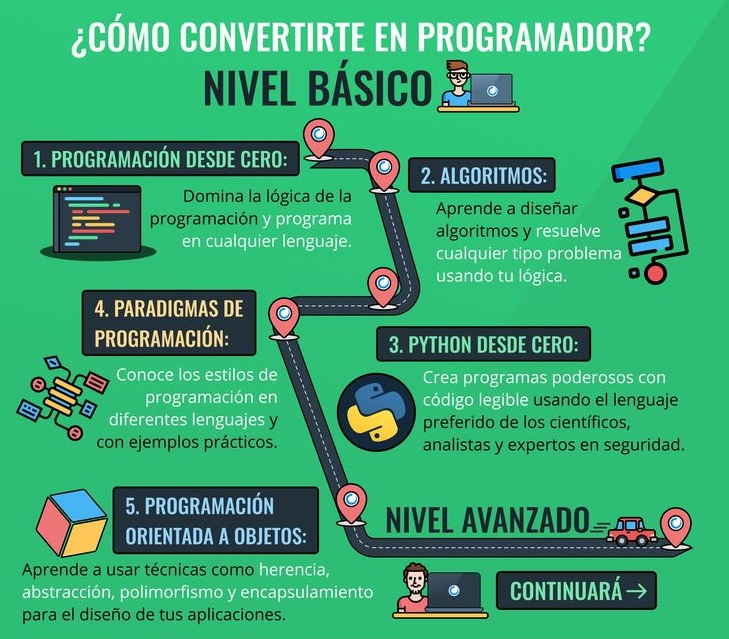 ¿CÓMO CONVERTIRTE EN PROGRAMADOR?
NIVEL BÁSICO
1. PROGRAMACIÓN DESDE CERO:
Domina la lógica de la
programación y programa
en cualquier lenguaje.
2. ALGORITMOS:
Aprende a diseñar
algoritmos y resuelve
cualquier tipo problema
usando tu lógica.
3. PYTHON DESDE CERO:
Crea programas poderosos con
código legible usando el lenguaje
preferido de los científicos,
analistas y expertos en seguridad.
4. PARADIGMAS DE
PROGRAMACIÓN:
Conoce los estilos de
programación en
diferentes lenguajes y
con ejemplos prácticos.
5. PROGRAMACIÓN
ORIENTADA A OBJETOS:
Aprende a usar técnicas como herencia,
abstracción, polimorfismo y encapsulamiento
para el diseño de tus aplicaciones.
NIVEL AVANZADO
CONTINUARÁ→